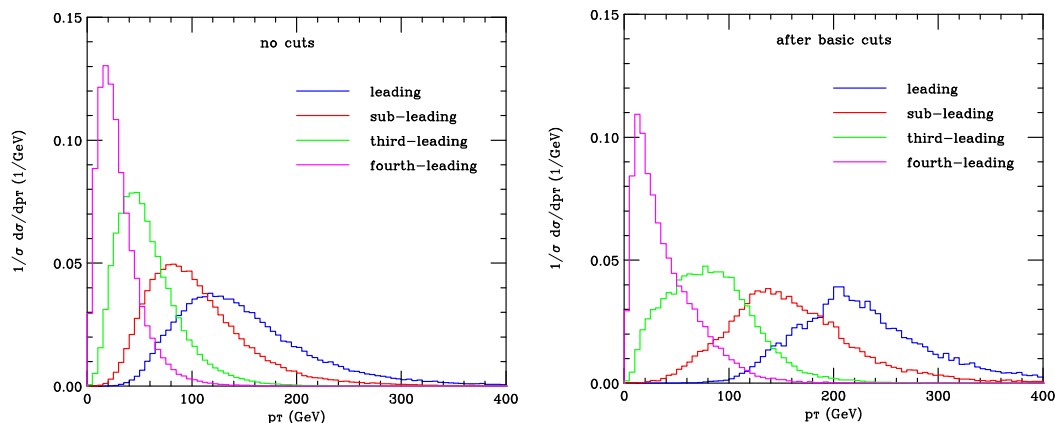 no cuts
leading
sub-leading
third-leading
fourth-leading
1/σ dσ/dpT (1/GeV)
0.15
0.10
0.05
0.00
0
100
200
300
400
pT (GeV)
after basic cuts
leading
sub-leading
third-leading
fourth-leading
1/σ dσ/dpT (1/GeV)
0.15
0.10
0.05
0.00
0
100
200
300
400
pT (GeV)